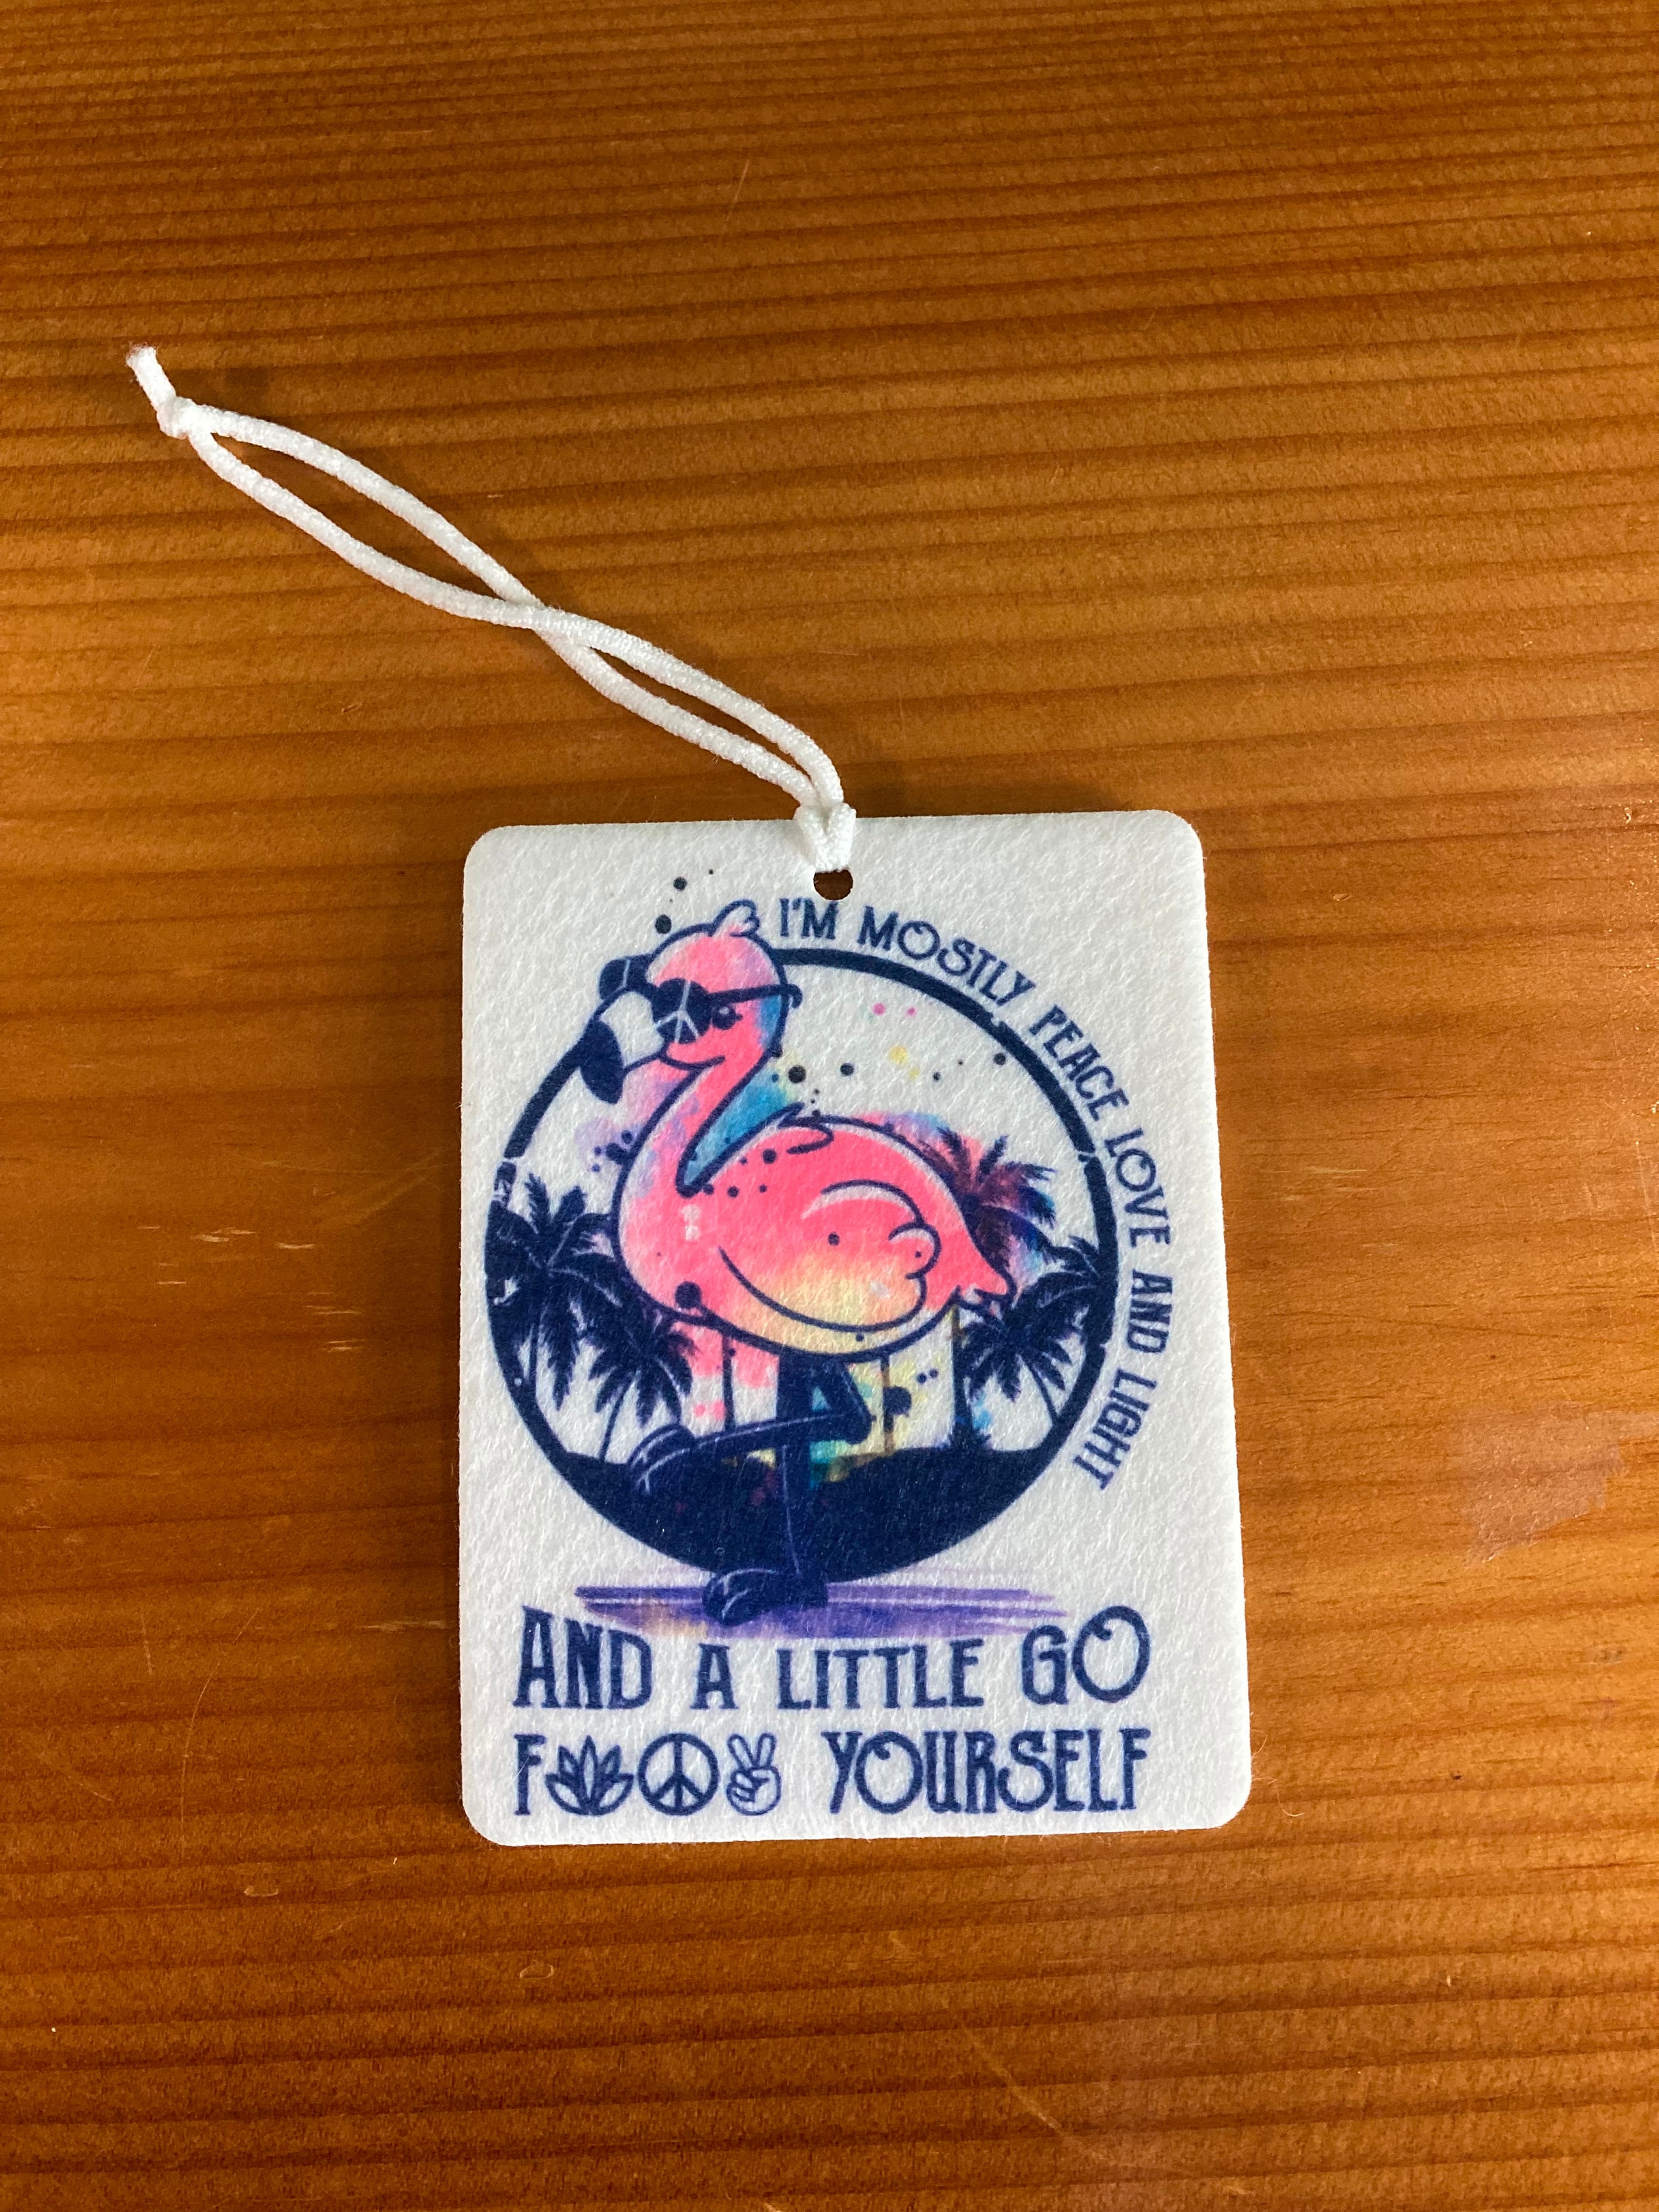 I'M MOSTLY PEACE LOVE AND LIGHT
AND A LITTLE GO
F🪷☮✌ YOURSELF